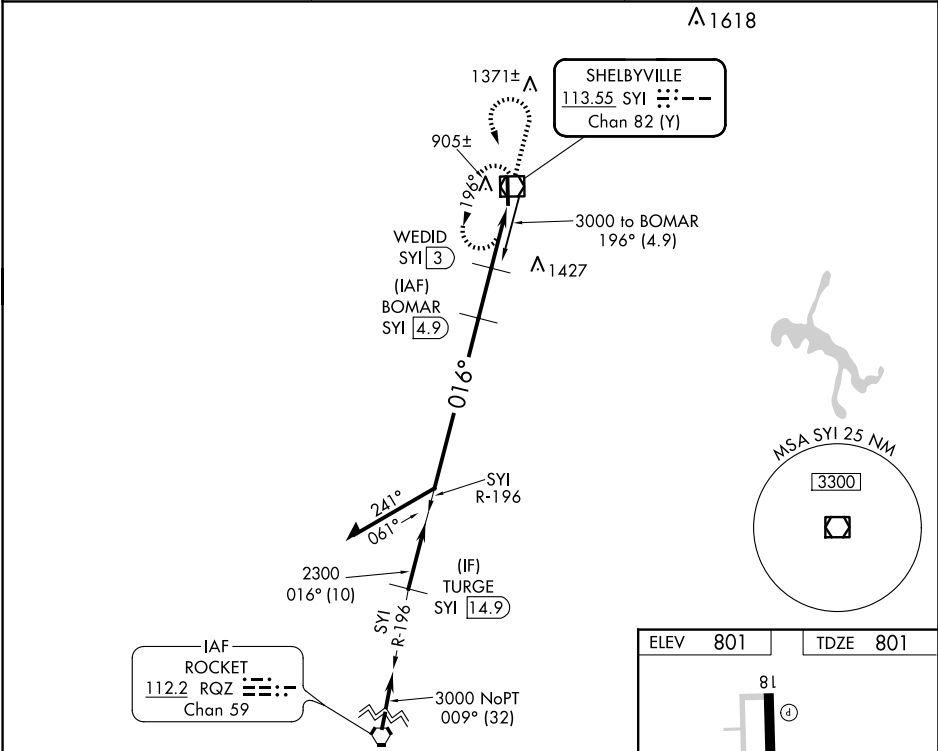 1618
1371±
SHELBYVILLE
113.55 SYI
Chan 82 (Y)
905±
196°
3000 to BOMAR
196° (4.9)
WEDID
SYI 3
1427
(IAF)
BOMAR
SYI 4.9
016°
MSA SYI 25 NM
3300
SYI
R-196
241°
061°
2300
016° (10)
(IF)
TURGE
SYI 14.9
SYI
R-196
IAF
ROCKET
112.2 RQZ
Chan 59
3000 NoPT
009° (32)
ELEV 801
TDZE 801
18
P